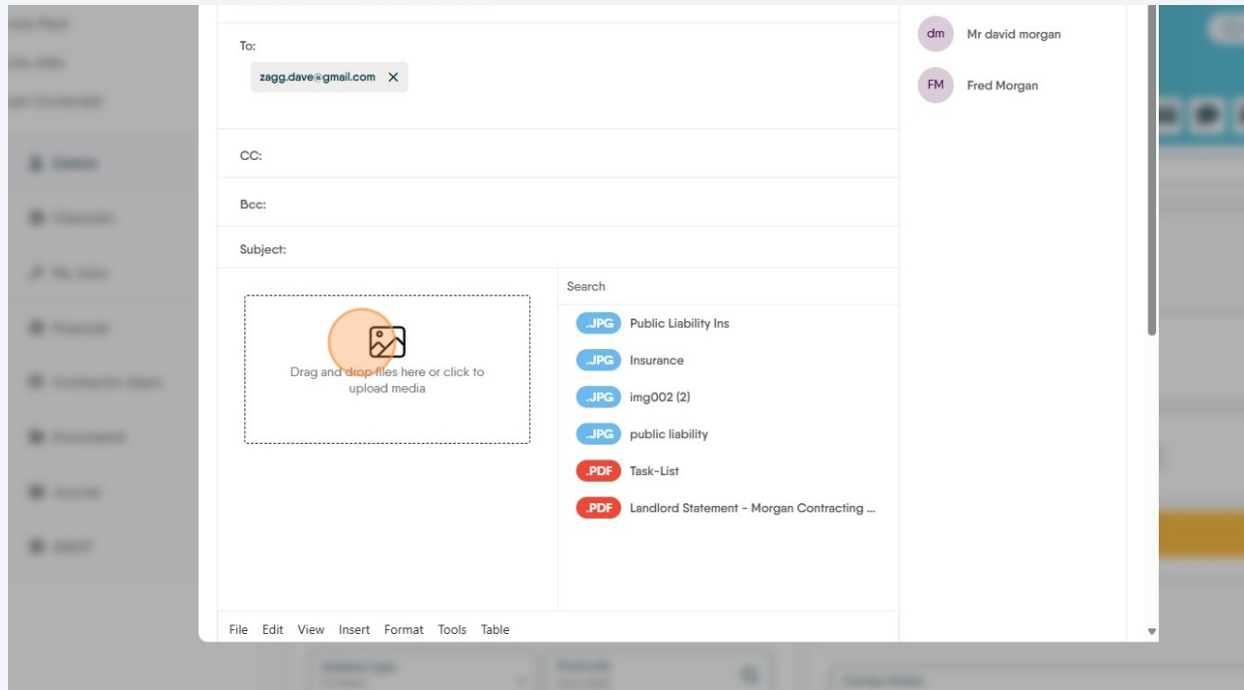 To:
zagg.dave@gmail.com
CC:
Bcc:
Subject:
Drag and drop files here or click to
upload media
Search
.JPG Public Liability Ins
.JPG Insurance
.JPG img002 (2)
.JPG public liability
.PDF Task-List
.PDF Landlord Statement - Morgan Contracting ...
File Edit View Insert Format Tools Table
dm Mr david morgan
FM Fred Morgan